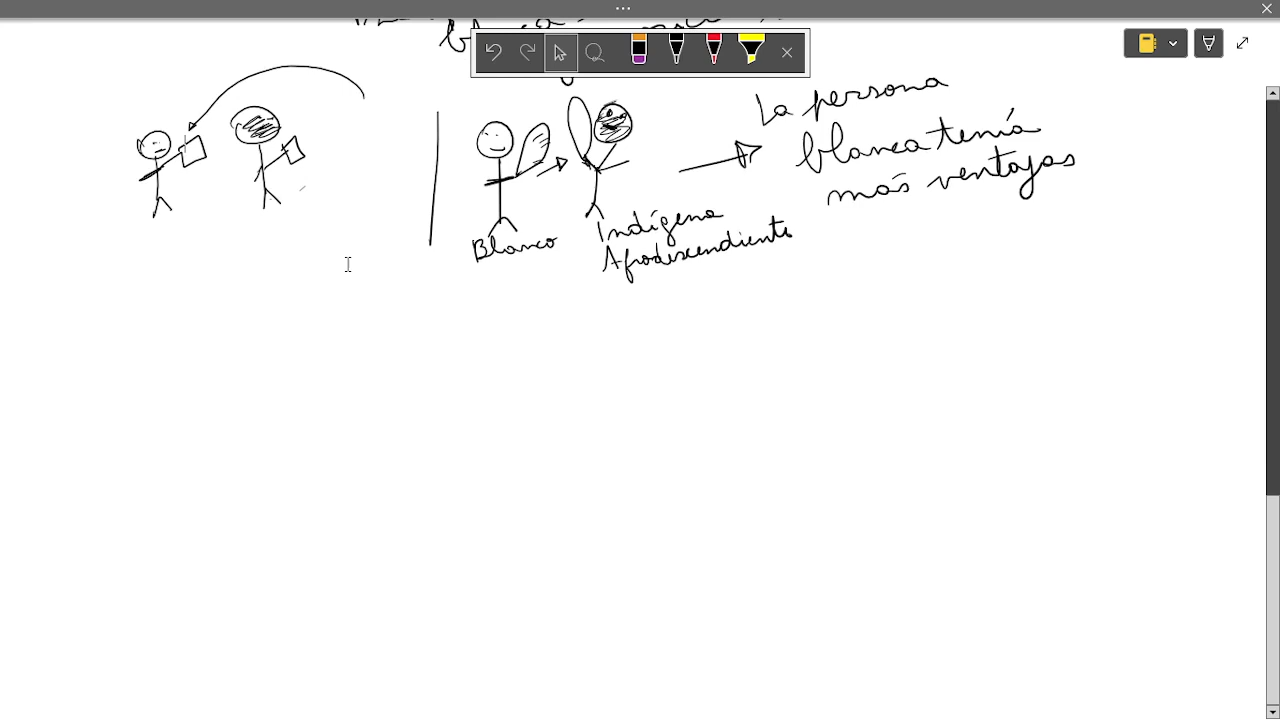 La persona
blanca tenía
más ventajas
Blanco
Indígena
Afrodescendiente